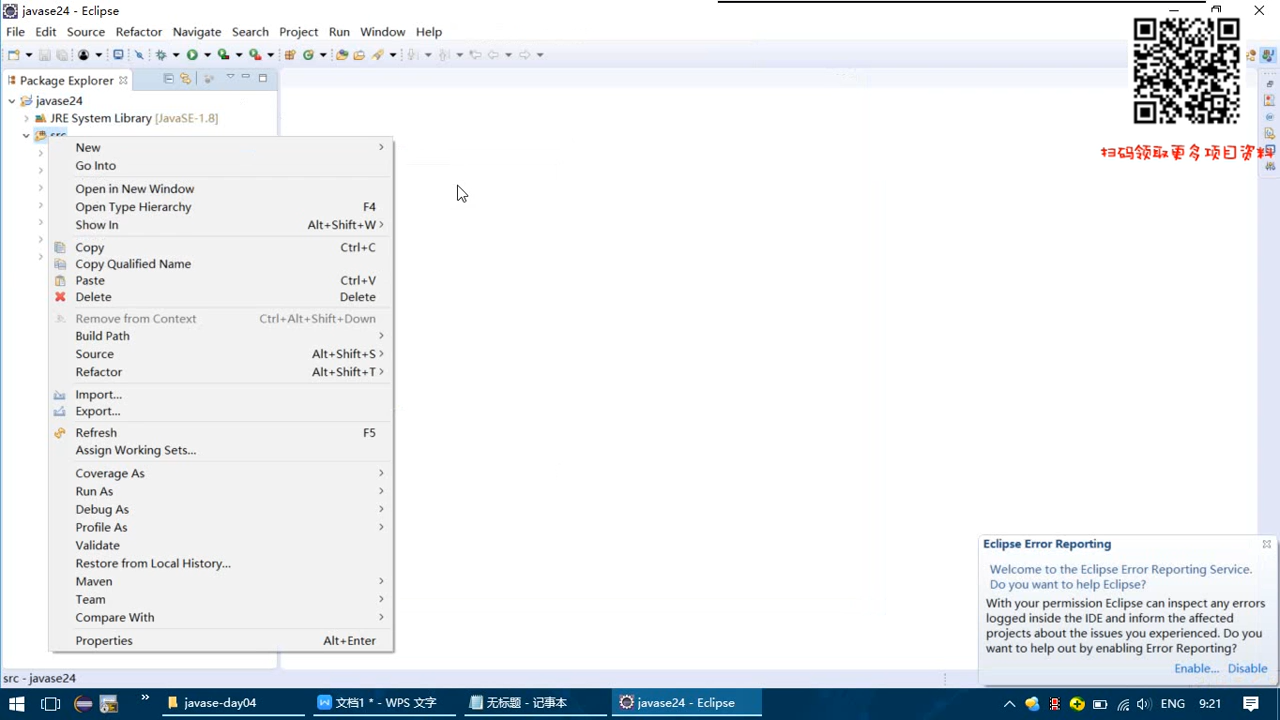 javase24 - Eclipse
File Edit Source Refactor Navigate Search Project Run Window Help
Package Explorer
javase24
JRE System Library [JavaSE-1.8]
src
New
Go Into
Open in New Window
Open Type Hierarchy F4
Show In Alt+Shift+W
Copy Ctrl+C
Copy Qualified Name
Paste Ctrl+V
Delete Delete
Remove from Context Ctrl+Alt+Shift+Down
Build Path
Source Alt+Shift+S
Refactor Alt+Shift+T
Import...
Export...
Refresh F5
Assign Working Sets...
Coverage As
Run As
Debug As
Profile As
Validate
Restore from Local History...
Maven
Team
Compare With
Properties Alt+Enter
扫码领取更多项目资料
Eclipse Error Reporting
Welcome to the Eclipse Error Reporting Service.
Do you want to help Eclipse?
With your permission Eclipse can inspect any errors
logged inside the IDE and inform the affected
projects about the issues you experienced. Do you
want to help out by enabling Error Reporting?
Enable... Disable
src - javase24
javase-day04
文档1 * - WPS 文字
无标题 - 记事本
javase24 - Eclipse
ENG 9:21